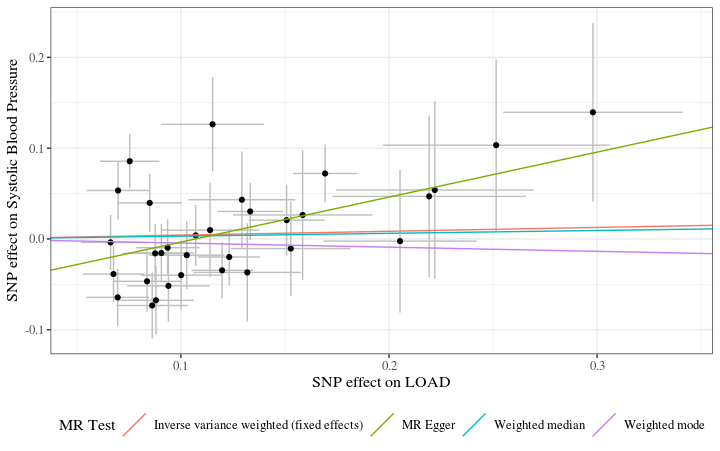 SNP effect on Systolic Blood Pressure
0.2
0.1
0.0
-0.1
0.1
0.2
0.3
SNP effect on LOAD
MR Test
Inverse variance weighted (fixed effects)
MR Egger
Weighted median
Weighted mode